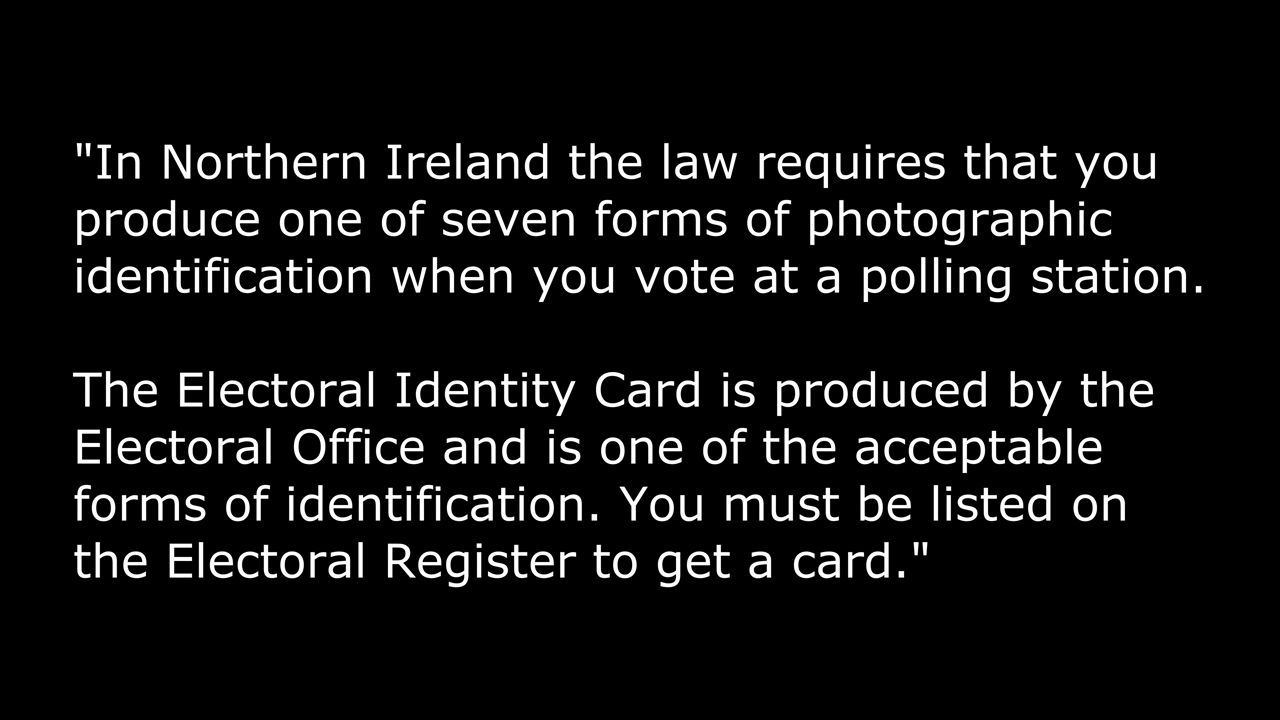 "In Northern Ireland the law requires that you
produce one of seven forms of photographic
identification when you vote at a polling station.
The Electoral Identity Card is produced by the
Electoral Office and is one of the acceptable
forms of identification. You must be listed on
the Electoral Register to get a card."